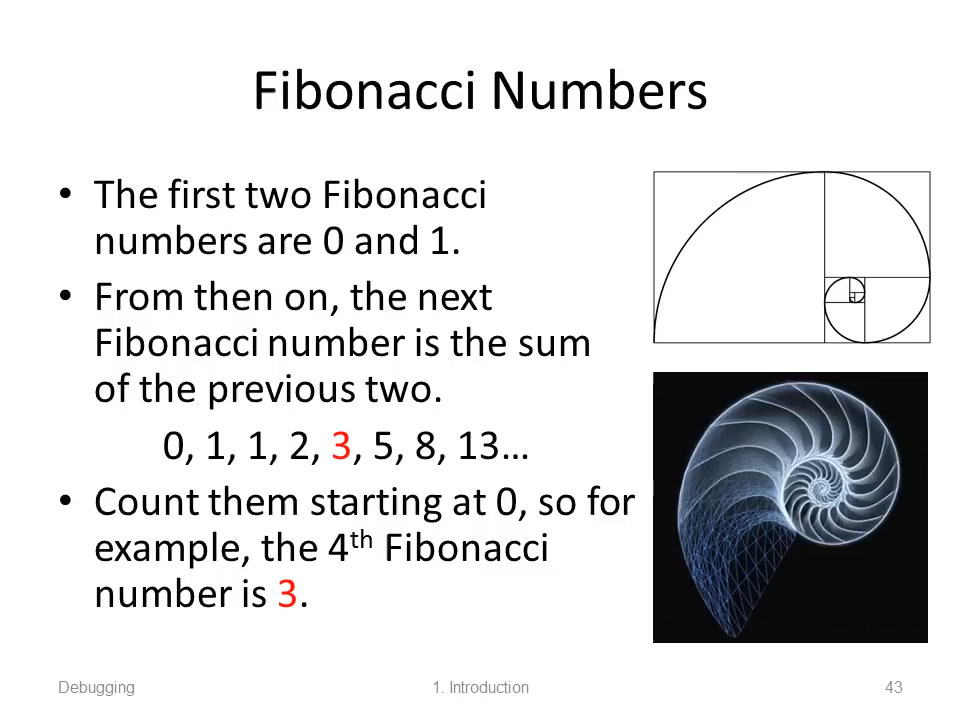 Fibonacci Numbers
• The first two Fibonacci
numbers are 0 and 1.
• From then on, the next
Fibonacci number is the sum
of the previous two.
0, 1, 1, 2, 3, 5, 8, 13…
• Count them starting at 0, so for
example, the 4th Fibonacci
number is 3.
Debugging
1. Introduction
43